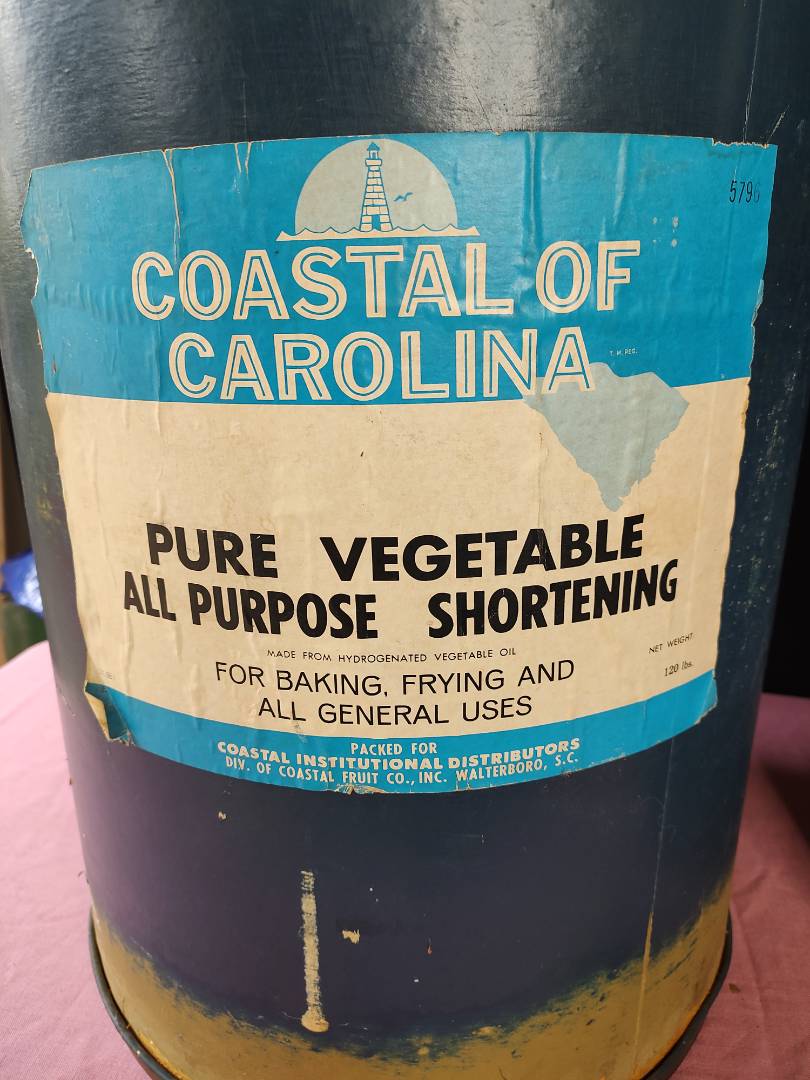 5796
COASTAL OF
CAROLINA
T. M. REG.
PURE VEGETABLE
ALL PURPOSE SHORTENING
MADE FROM HYDROGENATED VEGETABLE OIL
NET WEIGHT
120 lbs.
FOR BAKING, FRYING AND
ALL GENERAL USES
PACKED FOR
COASTAL INSTITUTIONAL DISTRIBUTORS
DIV. OF COASTAL FRUIT CO., INC. WALTERBORO, S.C.